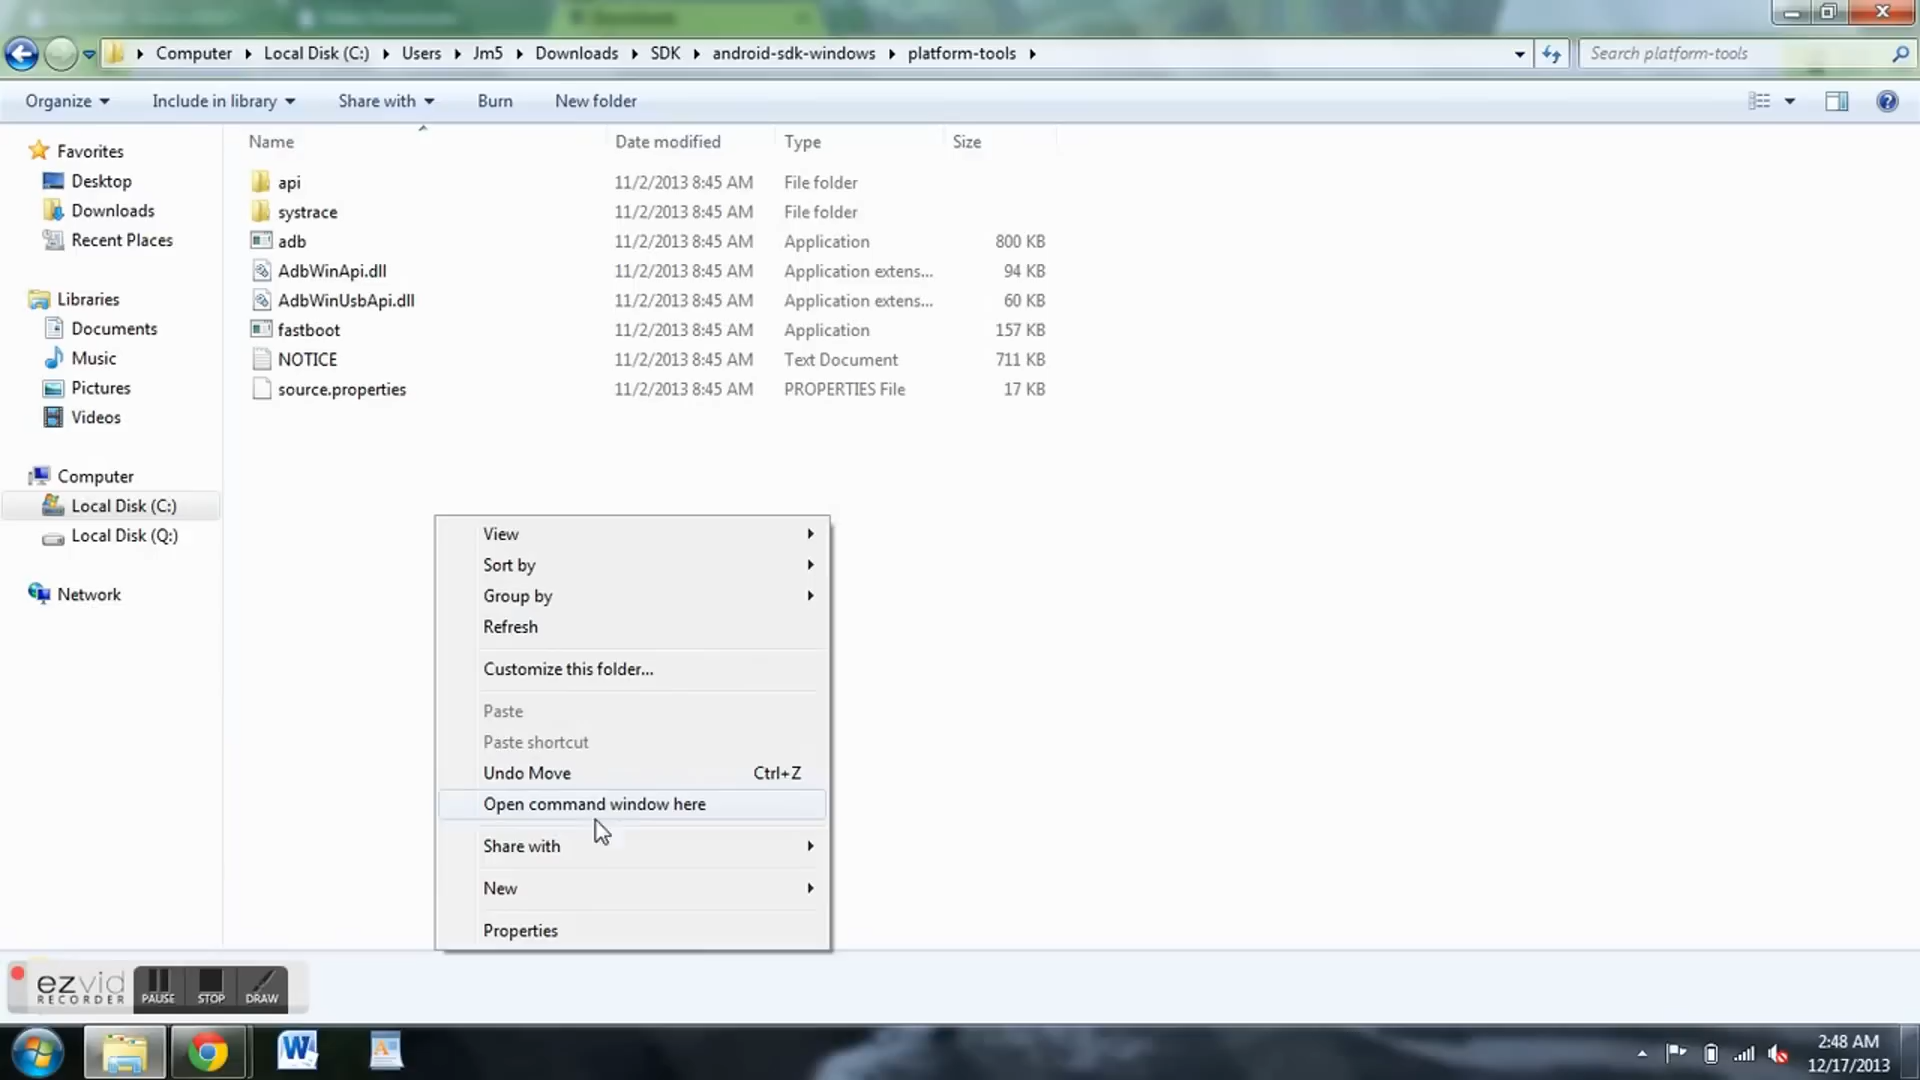 Computer Local Disk (C:) Users Jm5 Downloads SDK android-sdk-windows platform-tools
Search platform-tools
Organize Include in library Share with Burn New folder
Name Date modified Type Size
Favorites
Desktop
Downloads
Recent Places
Libraries
Documents
Music
Pictures
Videos
Computer
Local Disk (C:)
Local Disk (Q:)
Network
api 11/2/2013 8:45 AM File folder
systrace 11/2/2013 8:45 AM File folder
adb 11/2/2013 8:45 AM Application 800 KB
AdbWinApi.dll 11/2/2013 8:45 AM Application extens... 94 KB
AdbWinUsbApi.dll 11/2/2013 8:45 AM Application extens... 60 KB
fastboot 11/2/2013 8:45 AM Application 157 KB
NOTICE 11/2/2013 8:45 AM Text Document 711 KB
source.properties 11/2/2013 8:45 AM PROPERTIES File 17 KB
View
Sort by
Group by
Refresh
Customize this folder...
Paste
Paste shortcut
Undo Move Ctrl+Z
Open command window here
Share with
New
Properties
ezvid
RECORDER
PAUSE STOP DRAW
2:48 AM
12/17/2013